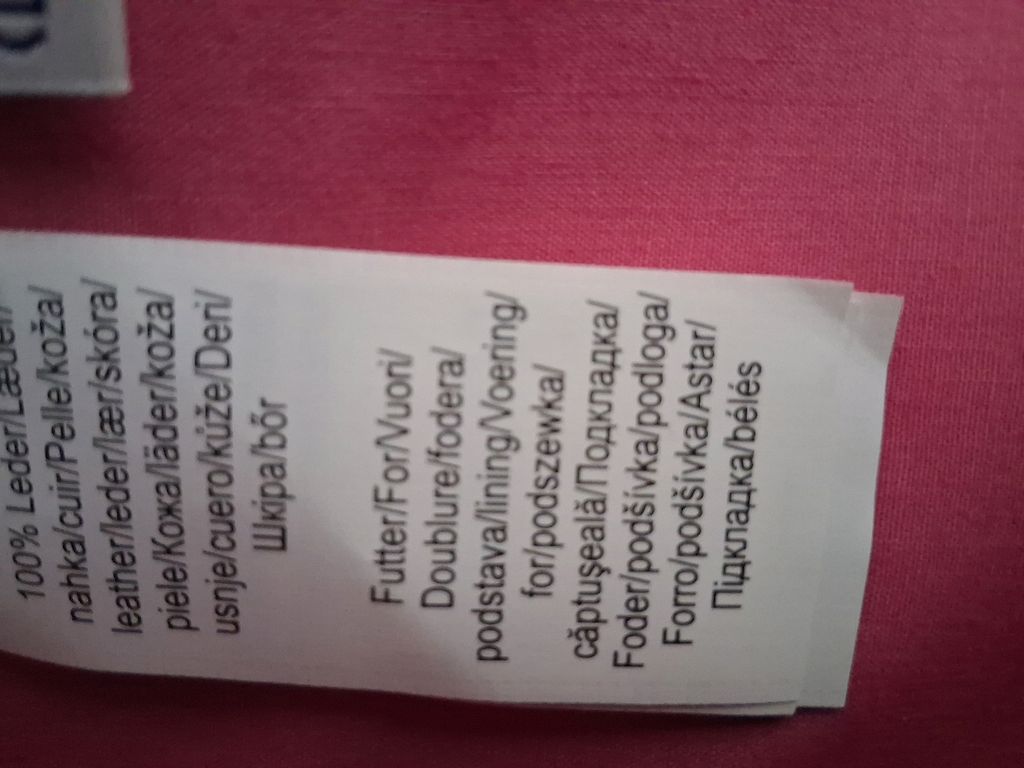 100% Leder/Læder/
nahka/cuir/Pelle/koža/
leather/leder/lær/skóra/
piele/Кожа/läder/koža/
usnje/cuero/kůže/Deri/
Шкіра/bőr
Futter/For/Vuori/
Doublure/fodera/
podstava/lining/Voering/
for/podszewka/
căptuşeală/Подкладка/
Foder/podšívka/podloga/
Forro/podšívka/Astar/
Підкладка/bélés